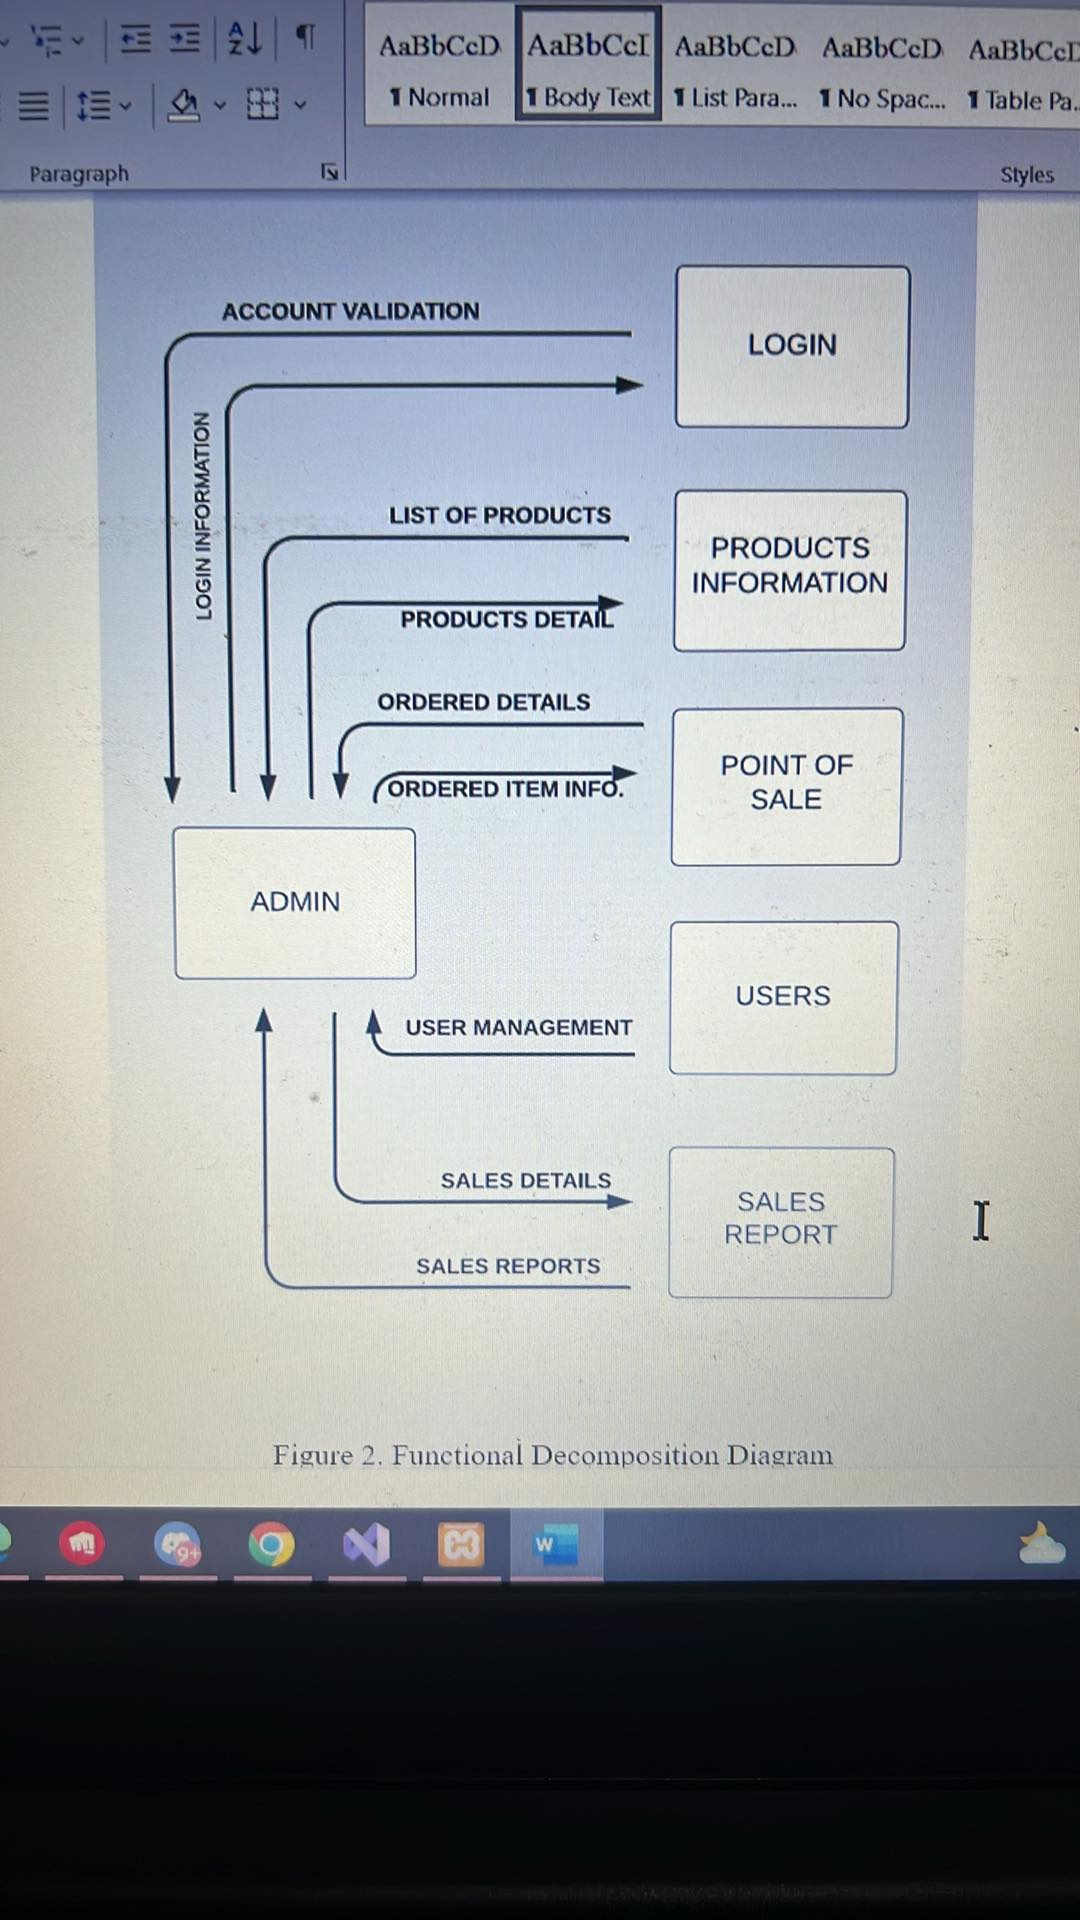 AaBbCcD AaBbCcI AaBbCcD AaBbCcD AaBbCcD
¶ Normal ¶ Body Text ¶ List Para... ¶ No Spac... ¶ Table Pa..
Paragraph Styles
ACCOUNT VALIDATION
LOGIN
LOGIN INFORMATION
LIST OF PRODUCTS
PRODUCTS
INFORMATION
PRODUCTS DETAIL
ORDERED DETAILS
POINT OF
SALE
ORDERED ITEM INFO.
ADMIN
USERS
USER MANAGEMENT
SALES DETAILS
SALES
REPORT
SALES REPORTS
Figure 2. Functional Decomposition Diagram
9+
W